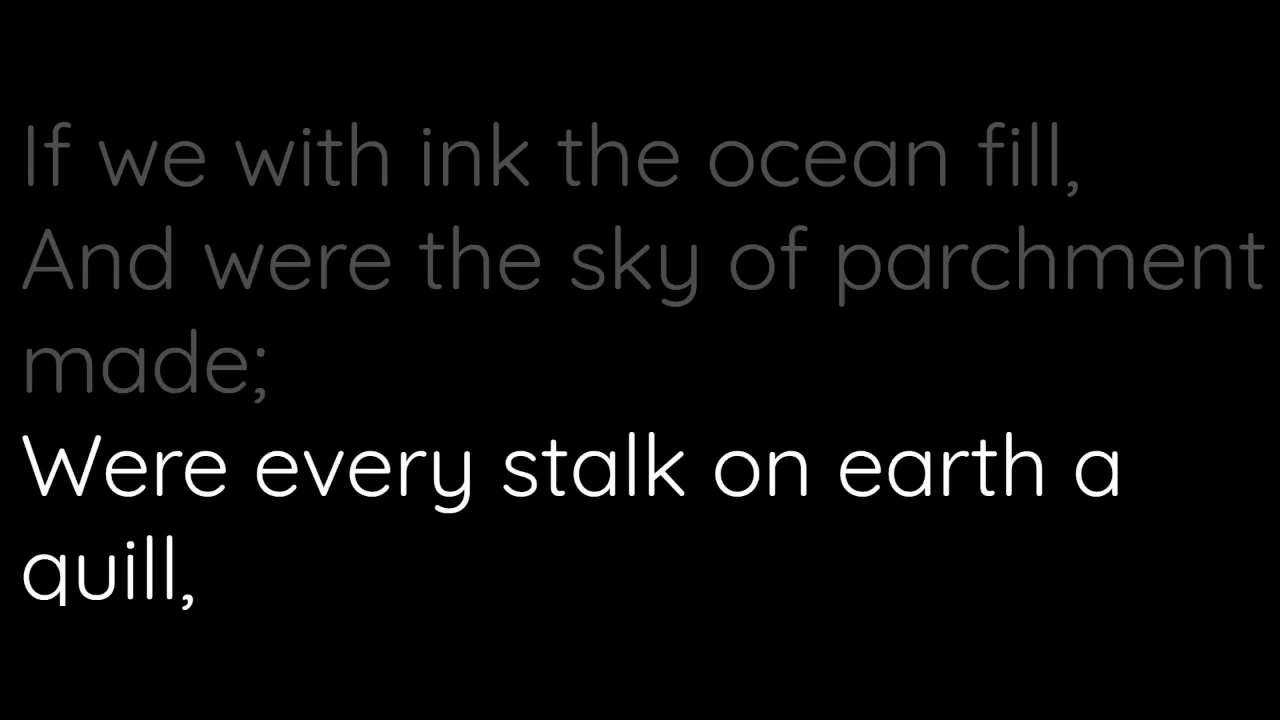 If we with ink the ocean fill,
And were the sky of parchment
made;
Were every stalk on earth a
quill,